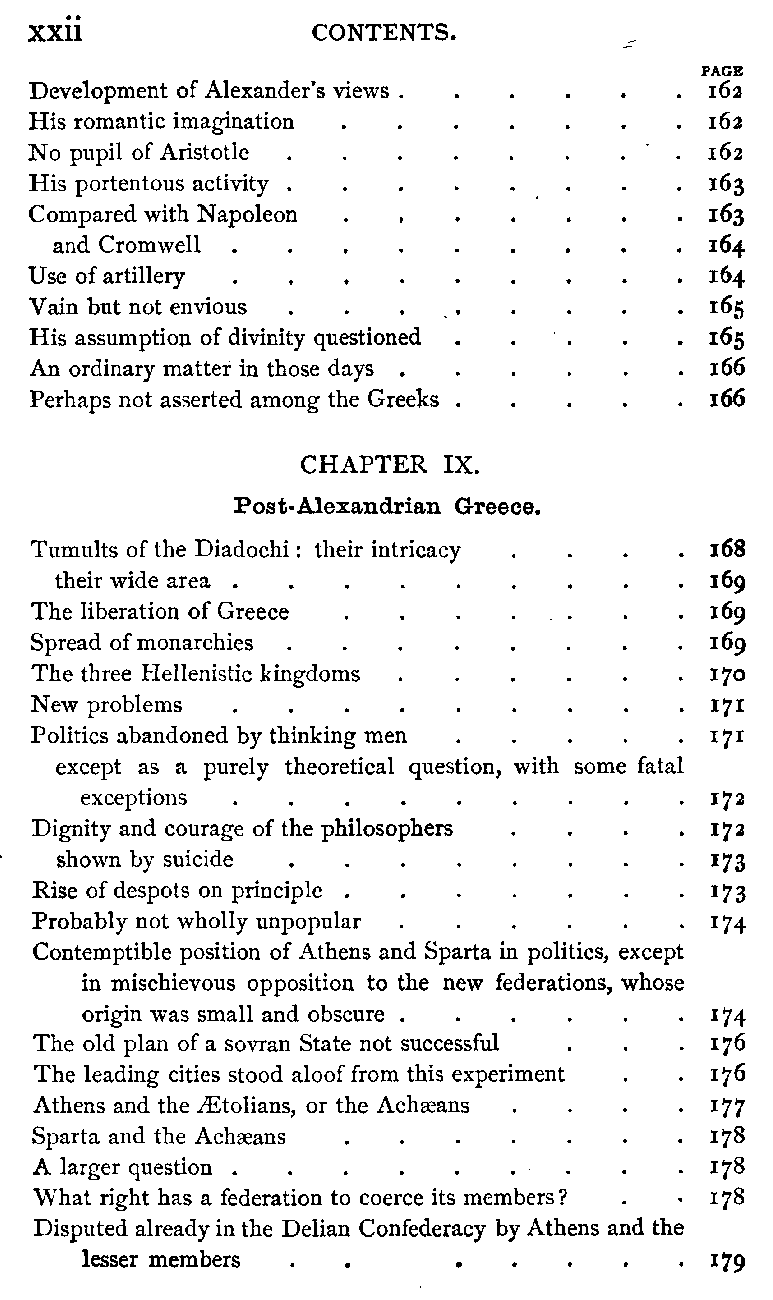 xxii CONTENTS.
PAGE
Development of Alexander's views . . . . . . 162
His romantic imagination . . . . . . . 162
No pupil of Aristotle . . . . . . . . 162
His portentous activity . . . . . . . . 163
Compared with Napoleon . . . . . . . 163
and Cromwell . . . . . . . . . 164
Use of artillery . . . . . . . . . 164
Vain but not envious . . . . . . . . 165
His assumption of divinity questioned . . . . . 165
An ordinary matter in those days . . . . . . 166
Perhaps not asserted among the Greeks . . . . . 166
CHAPTER IX.
Post-Alexandrian Greece.
Tumults of the Diadochi : their intricacy . . . . 168
their wide area . . . . . . . . . 169
The liberation of Greece . . . . . . . 169
Spread of monarchies . . . . . . . . 169
The three Hellenistic kingdoms . . . . . . 170
New problems . . . . . . . . . 171
Politics abandoned by thinking men . . . . . 171
except as a purely theoretical question, with some fatal
exceptions . . . . . . . . . 172
Dignity and courage of the philosophers . . . . 172
shown by suicide . . . . . . . . 173
Rise of despots on principle . . . . . . . 173
Probably not wholly unpopular . . . . . . 174
Contemptible position of Athens and Sparta in politics, except
in mischievous opposition to the new federations, whose
origin was small and obscure . . . . . . 174
The old plan of a sovran State not successful . . . 176
The leading cities stood aloof from this experiment . . 176
Athens and the Ætolians, or the Achæans . . . . 177
Sparta and the Achæans . . . . . . . 178
A larger question . . . . . . . . . 178
What right has a federation to coerce its members? . . 178
Disputed already in the Delian Confederacy by Athens and the
lesser members . . . . . . . 179